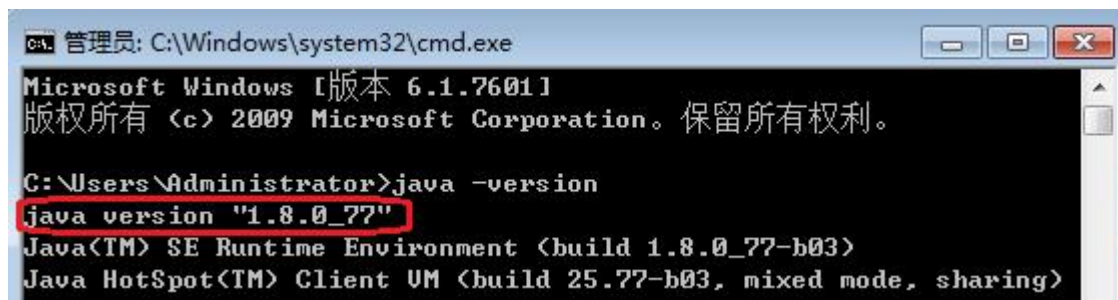 管理员: C:\Windows\system32\cmd.exe
Microsoft Windows [版本 6.1.7601]
版权所有 (c) 2009 Microsoft Corporation。保留所有权利。
C:\Users\Administrator>java -version
java version "1.8.0_77"
Java(TM) SE Runtime Environment (build 1.8.0_77-b03)
Java HotSpot(TM) Client VM (build 25.77-b03, mixed mode, sharing)